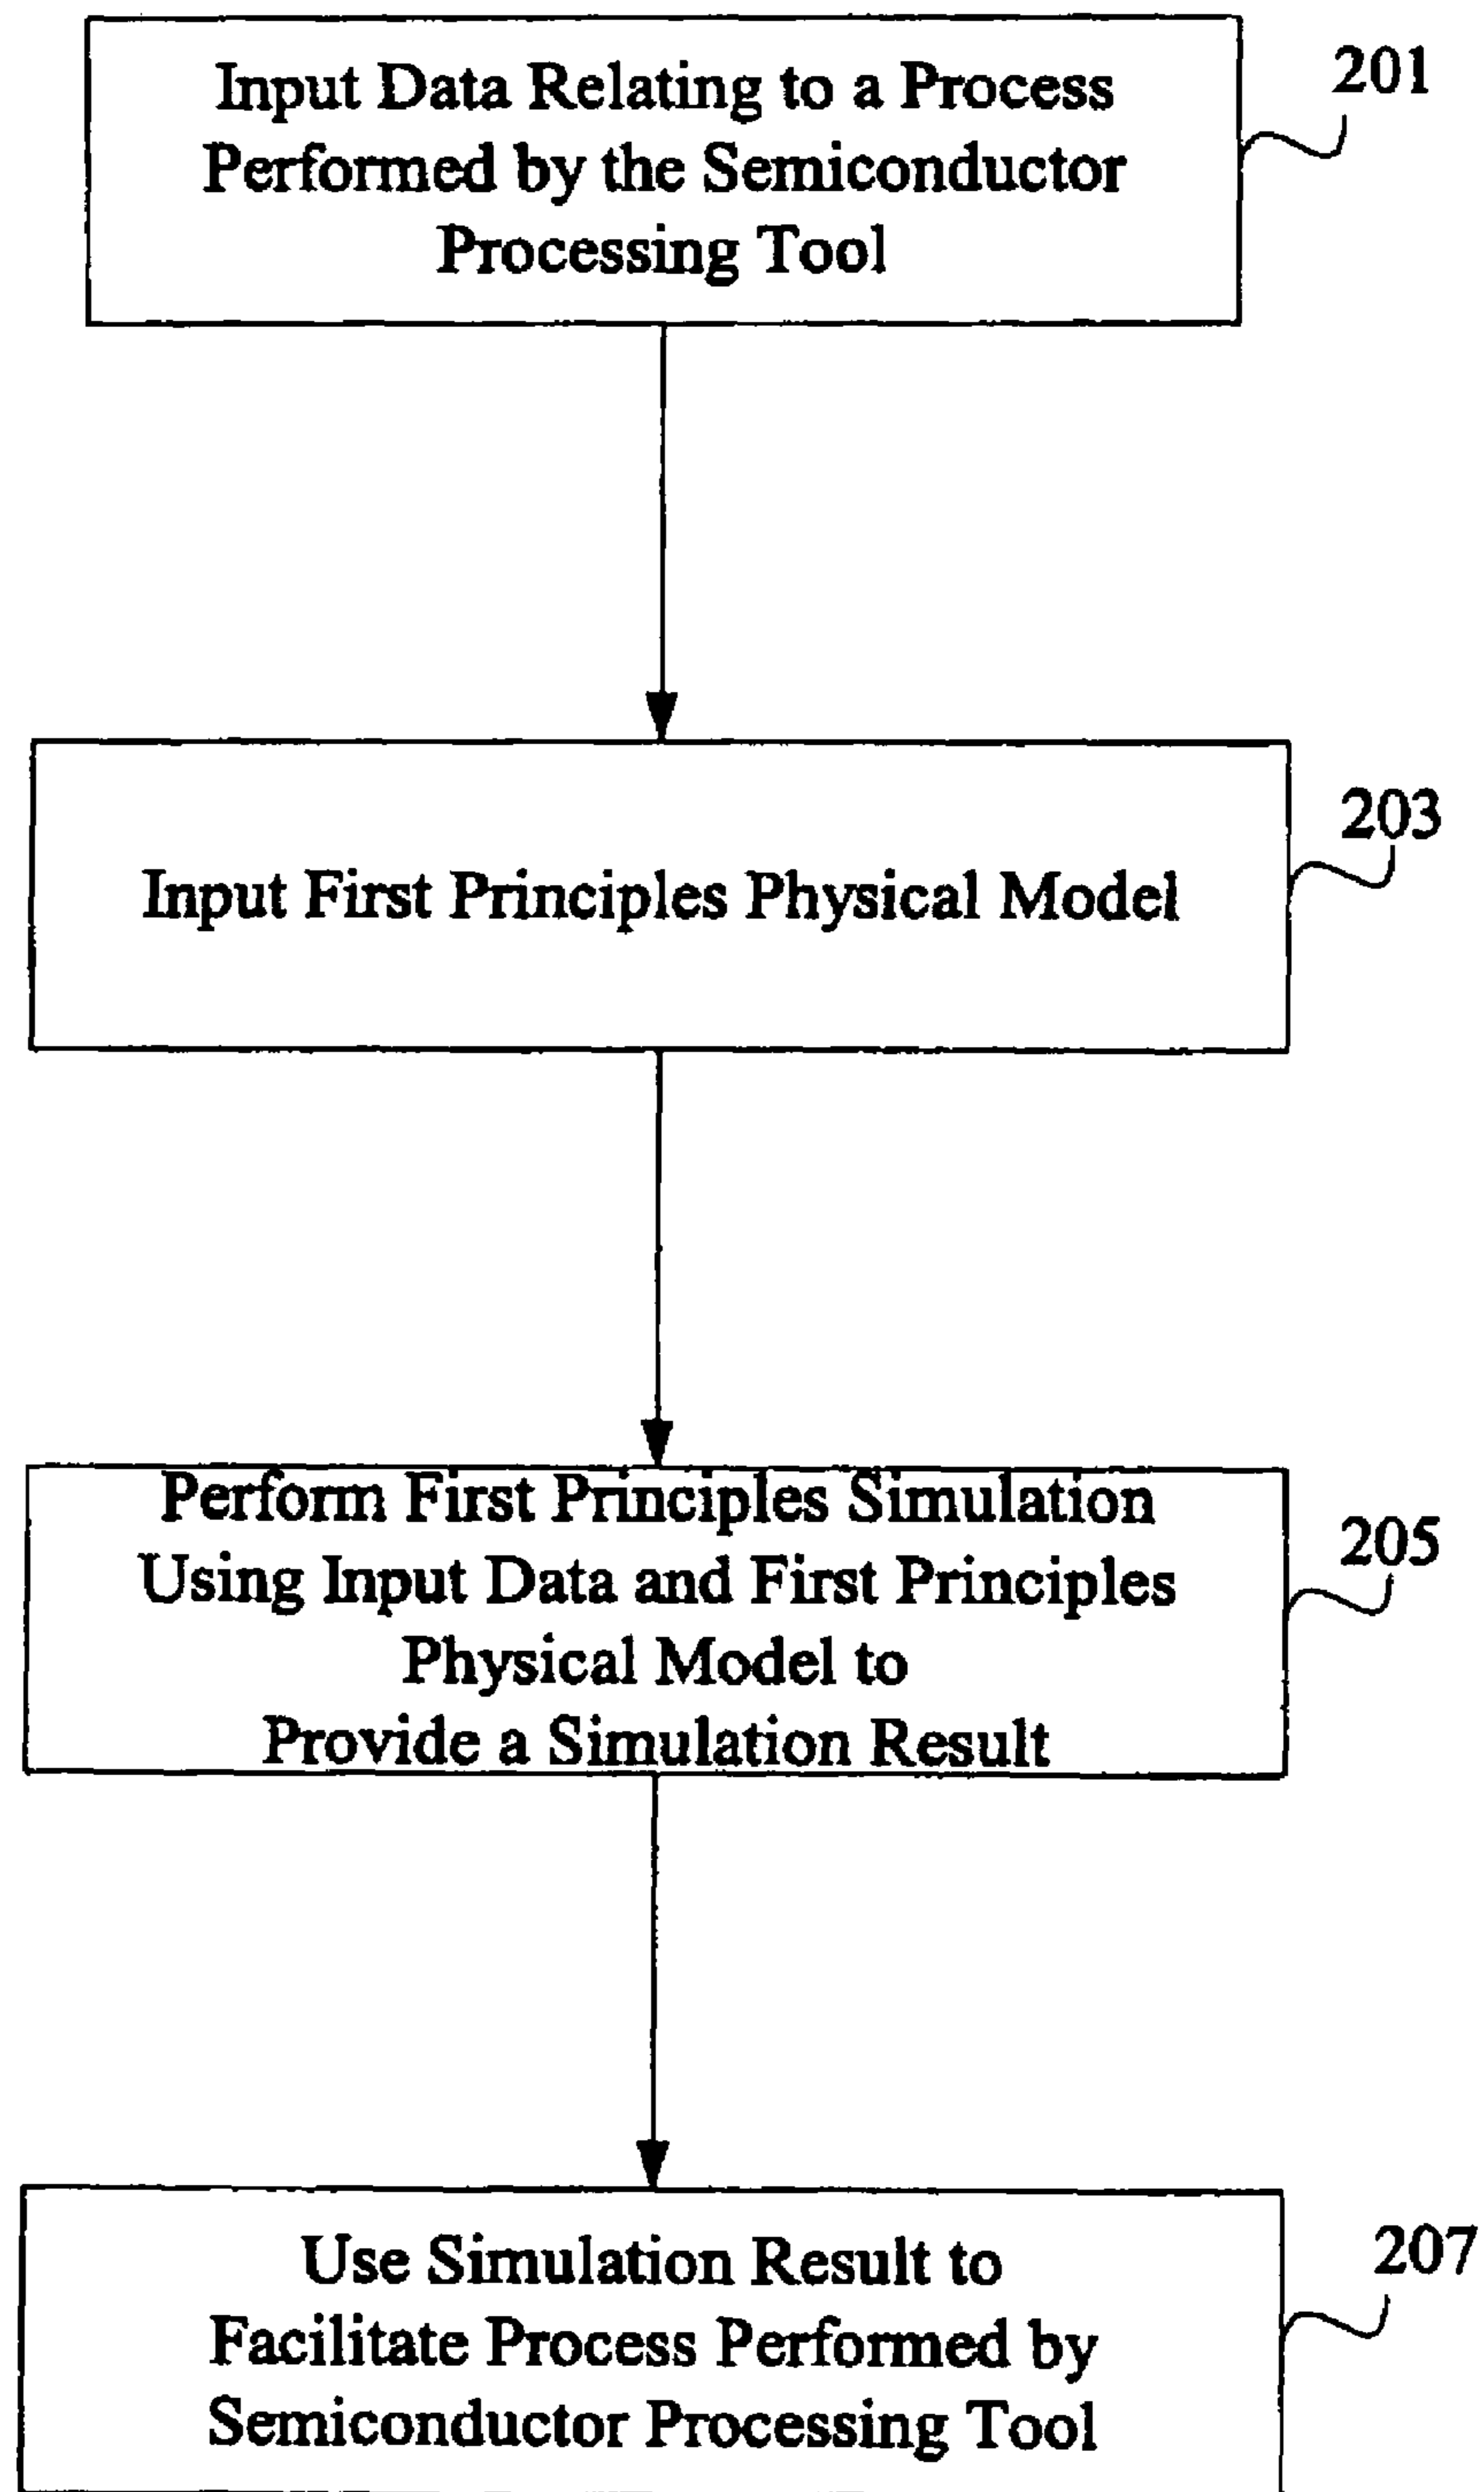 Input Data Relating to a Process
Performed by the Semiconductor
Processing Tool
201
Input First Principles Physical Model
203
Perform First Principles Simulation
Using Input Data and First Principles
Physical Model to
Provide a Simulation Result
205
Use Simulation Result to
Facilitate Process Performed by
Semiconductor Processing Tool
207